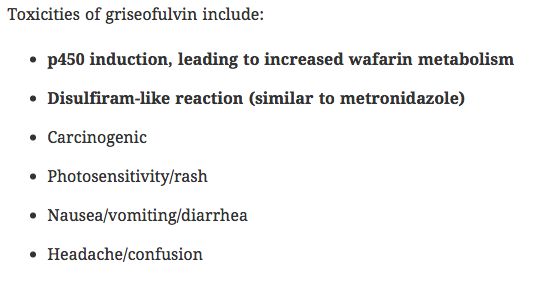 Toxicities of griseofulvin include:
• p450 induction, leading to increased wafarin metabolism
• Disulfiram-like reaction (similar to metronidazole)
• Carcinogenic
• Photosensitivity/rash
• Nausea/vomiting/diarrhea
• Headache/confusion